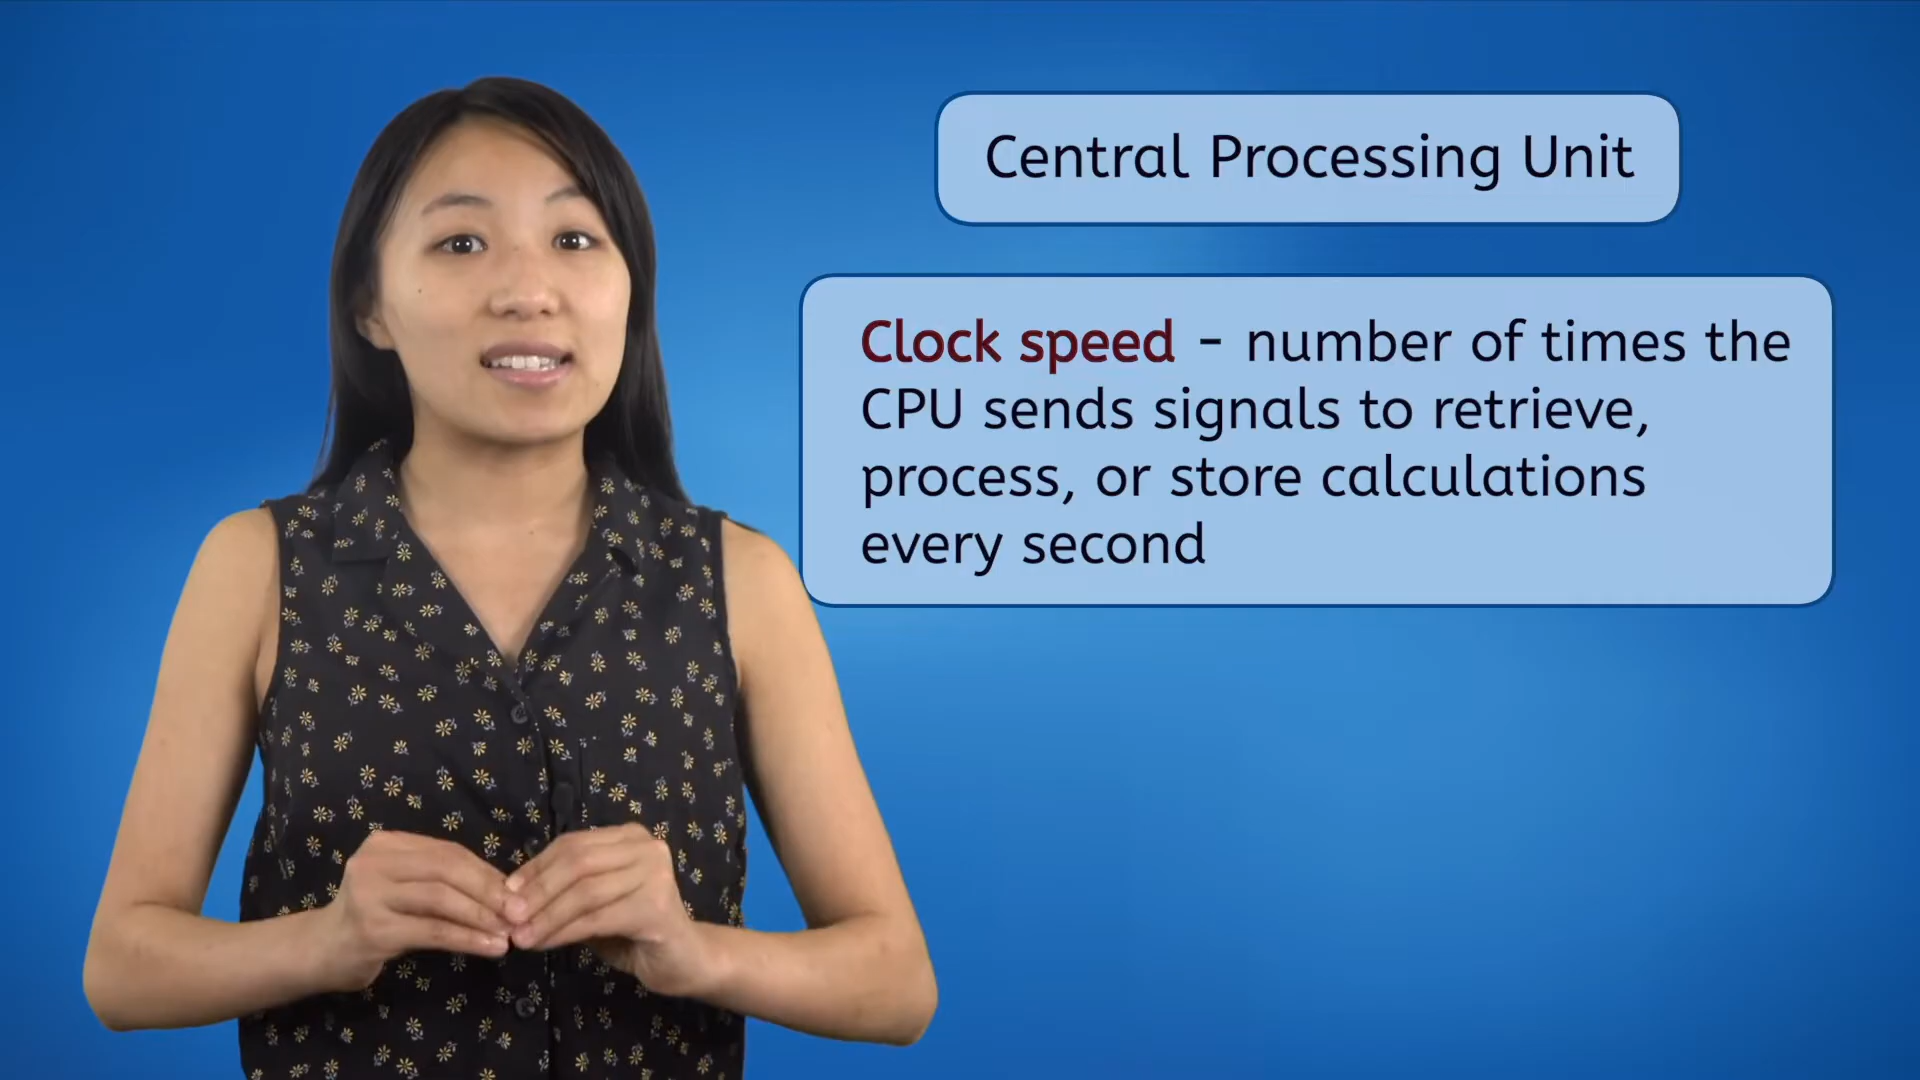 Central Processing Unit
Clock speed - number of times the
CPU sends signals to retrieve,
process, or store calculations
every second